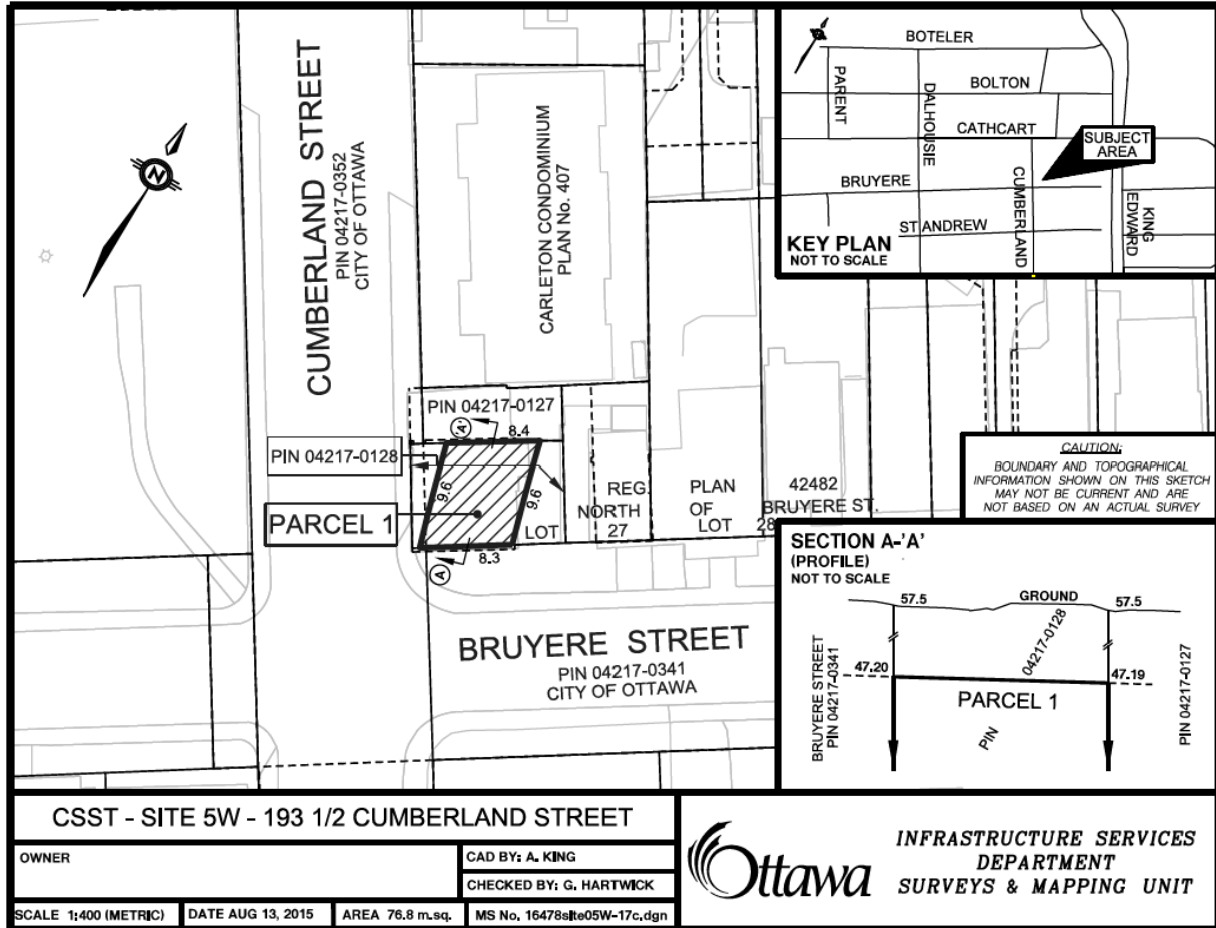 CUMBERLAND STREET
PIN 04217-0352
CITY OF OTTAWA
N
CARLETON CONDOMINIUM
PLAN No. 407
BOTELER
PARENT
DALHOUSIE
BOLTON
CATHCART
SUBJECT
AREA
BRUYERE
CUMBERLAND
KING
EDWARD
ST ANDREW
KEY PLAN
NOT TO SCALE
PIN 04217-0127
'A'
8.4
PIN 04217-0128
9.6
9.6
PARCEL 1
A
8.3
LOT
REG.
NORTH
27
PLAN
OF
LOT
42482
BRUYERE ST.
28
CAUTION:
BOUNDARY AND TOPOGRAPHICAL
INFORMATION SHOWN ON THIS SKETCH
MAY NOT BE CURRENT AND ARE
NOT BASED ON AN ACTUAL SURVEY
BRUYERE STREET
PIN 04217-0341
CITY OF OTTAWA
SECTION A-'A'
(PROFILE)
NOT TO SCALE
57.5
GROUND
57.5
BRUYERE STREET
PIN 04217-0341
47.20
PIN
04217-0128
47.19
PARCEL 1
PIN 04217-0127
CSST - SITE 5W - 193 1/2 CUMBERLAND STREET
OWNER
CAD BY: A. KING
CHECKED BY: G. HARTWICK
SCALE 1:400 (METRIC)
DATE AUG 13, 2015
AREA 76.8 m.sq.
MS No. 16478site05W-17c.dgn
Ottawa
INFRASTRUCTURE SERVICES
DEPARTMENT
SURVEYS & MAPPING UNIT